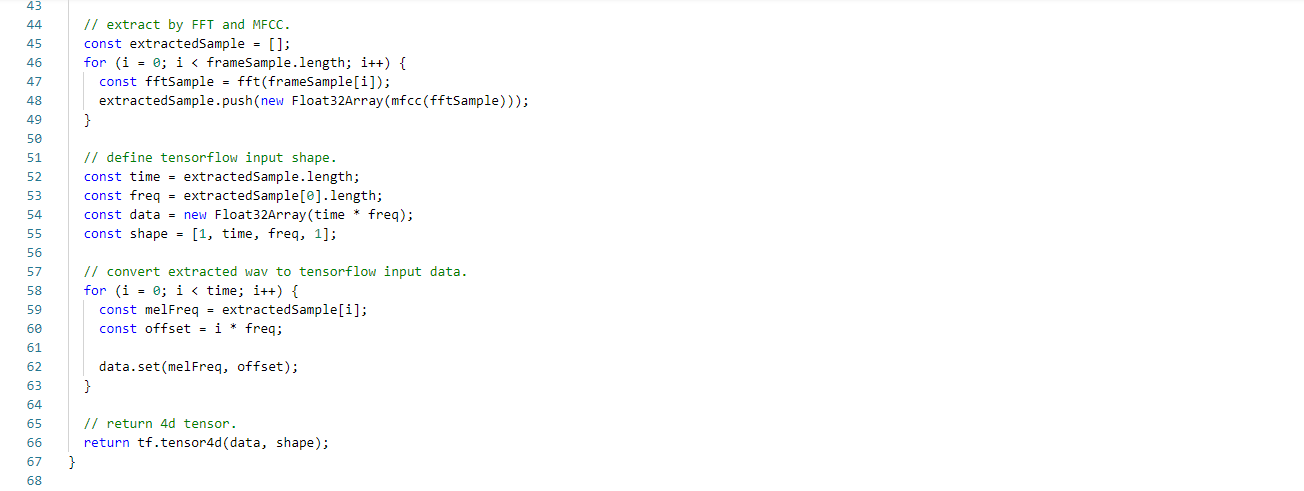 43
44 // extract by FFT and MFCC.
45 const extractedSample = [];
46 for (i = 0; i < frameSample.length; i++) {
47 const fftSample = fft(frameSample[i]);
48 extractedSample.push(new Float32Array(mfcc(fftSample)));
49 }
50
51 // define tensorflow input shape.
52 const time = extractedSample.length;
53 const freq = extractedSample[0].length;
54 const data = new Float32Array(time * freq);
55 const shape = [1, time, freq, 1];
56
57 // convert extracted wav to tensorflow input data.
58 for (i = 0; i < time; i++) {
59 const melFreq = extractedSample[i];
60 const offset = i * freq;
61
62 data.set(melFreq, offset);
63 }
64
65 // return 4d tensor.
66 return tf.tensor4d(data, shape);
67 }
68